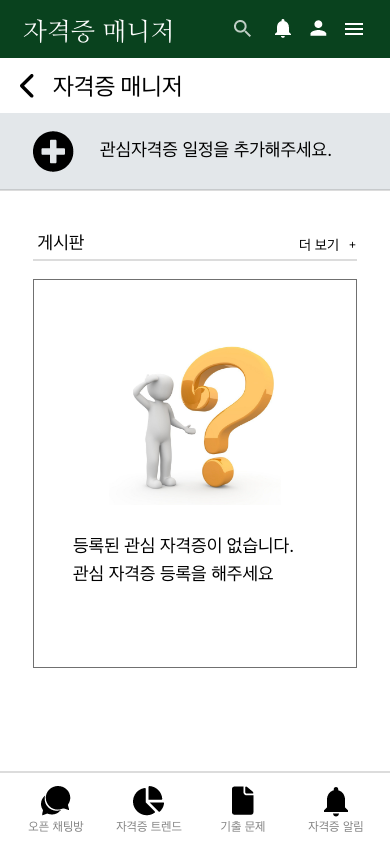 자격증 매니저
자격증 매니저
관심자격증 일정을 추가해주세요.
게시판
더 보기 +
등록된 관심 자격증이 없습니다.
관심 자격증 등록을 해주세요
오픈 채팅방
자격증 트렌드
기출 문제
자격증 알림